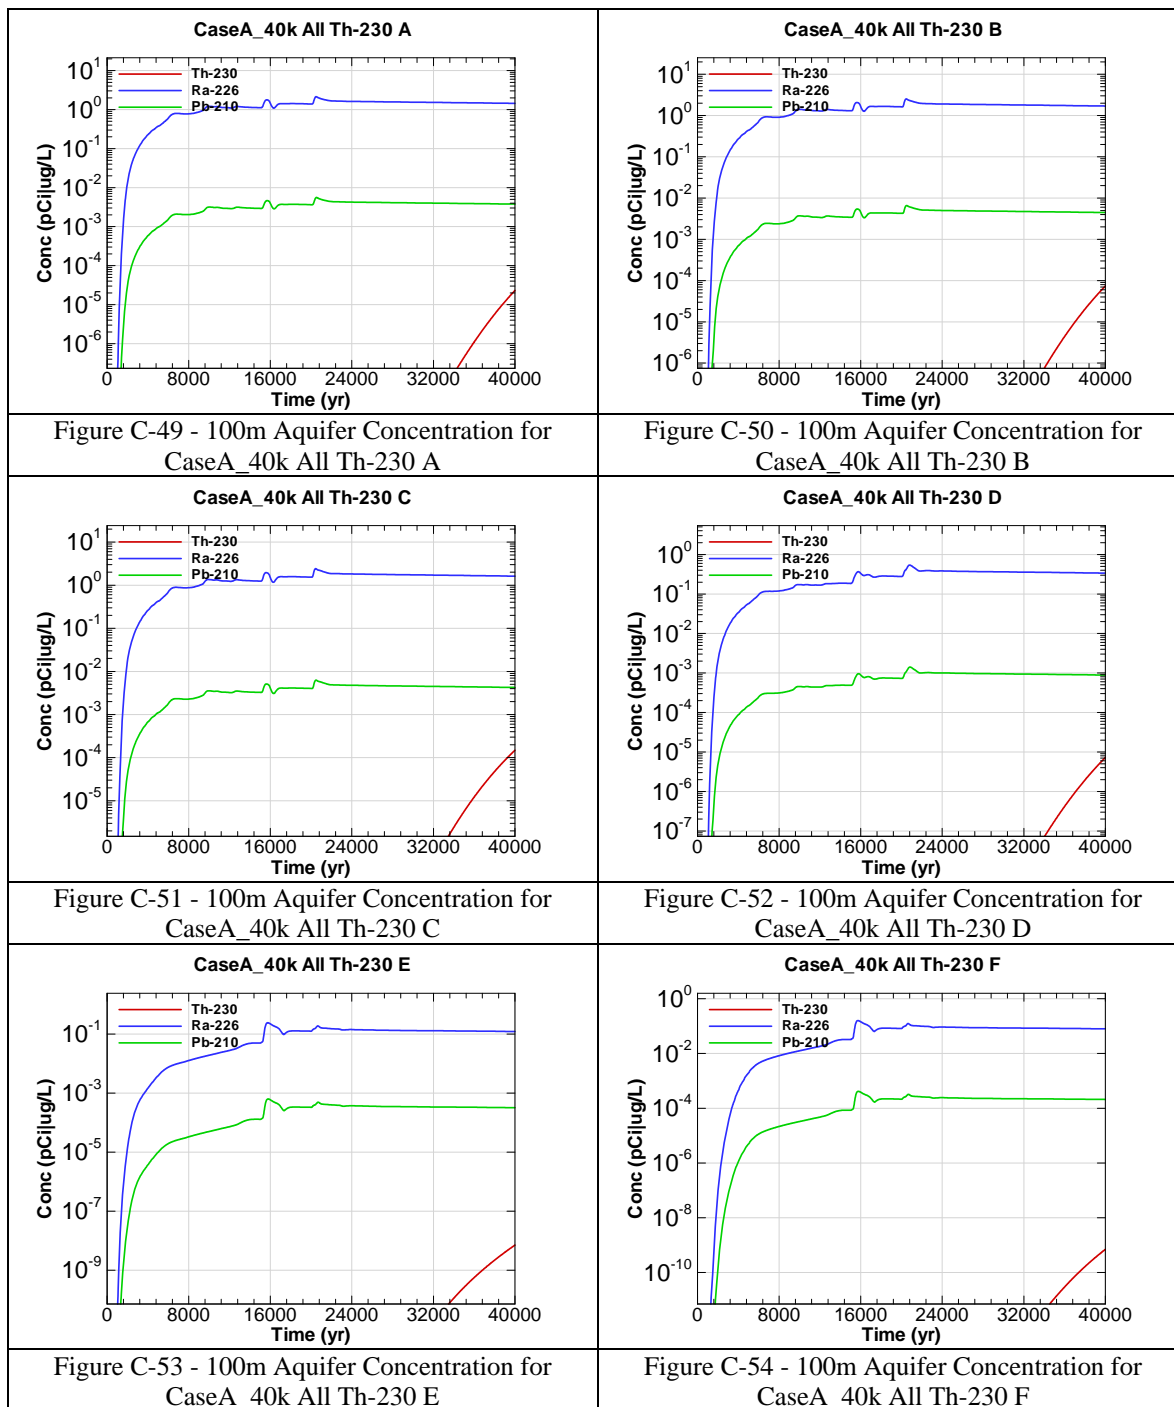 CaseA_40k All Th-230 A
Th-230
Ra-226
Pb-210
Conc (pCi|ug/L)
10^1
10^0
10^-1
10^-2
10^-3
10^-4
10^-5
10^-6
0 8000 16000 24000 32000 40000
Time (yr)
Figure C-49 - 100m Aquifer Concentration for
CaseA_40k All Th-230 A
CaseA_40k All Th-230 B
Th-230
Ra-226
Pb-210
Conc (pCi|ug/L)
10^1
10^0
10^-1
10^-2
10^-3
10^-4
10^-5
10^-6
0 8000 16000 24000 32000 40000
Time (yr)
Figure C-50 - 100m Aquifer Concentration for
CaseA_40k All Th-230 B
CaseA_40k All Th-230 C
Th-230
Ra-226
Pb-210
Conc (pCi|ug/L)
10^1
10^0
10^-1
10^-2
10^-3
10^-4
10^-5
0 8000 16000 24000 32000 40000
Time (yr)
Figure C-51 - 100m Aquifer Concentration for
CaseA_40k All Th-230 C
CaseA_40k All Th-230 D
Th-230
Ra-226
Pb-210
Conc (pCi|ug/L)
10^0
10^-1
10^-2
10^-3
10^-4
10^-5
10^-6
10^-7
0 8000 16000 24000 32000 40000
Time (yr)
Figure C-52 - 100m Aquifer Concentration for
CaseA_40k All Th-230 D
CaseA_40k All Th-230 E
Th-230
Ra-226
Pb-210
Conc (pCi|ug/L)
10^-1
10^-3
10^-5
10^-7
10^-9
0 8000 16000 24000 32000 40000
Time (yr)
Figure C-53 - 100m Aquifer Concentration for
CaseA_40k All Th-230 E
CaseA_40k All Th-230 F
Th-230
Ra-226
Pb-210
Conc (pCi|ug/L)
10^0
10^-2
10^-4
10^-6
10^-8
10^-10
0 8000 16000 24000 32000 40000
Time (yr)
Figure C-54 - 100m Aquifer Concentration for
CaseA_40k All Th-230 F